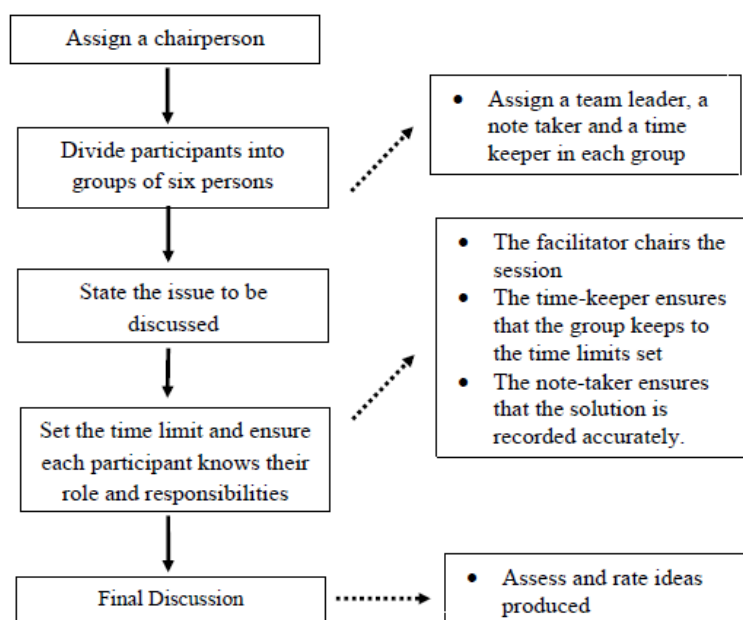 Assign a chairperson
Divide participants into
groups of six persons
• Assign a team leader, a
note taker and a time
keeper in each group
State the issue to be
discussed
• The facilitator chairs the
session
• The time-keeper ensures
that the group keeps to
the time limits set
• The note-taker ensures
that the solution is
recorded accurately.
Set the time limit and ensure
each participant knows their
role and responsibilities
Final Discussion
• Assess and rate ideas
produced